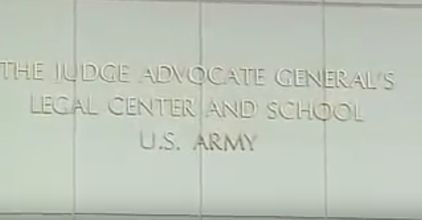 THE JUDGE ADVOCATE GENERAL'S
LEGAL CENTER AND SCHOOL
U.S. ARMY